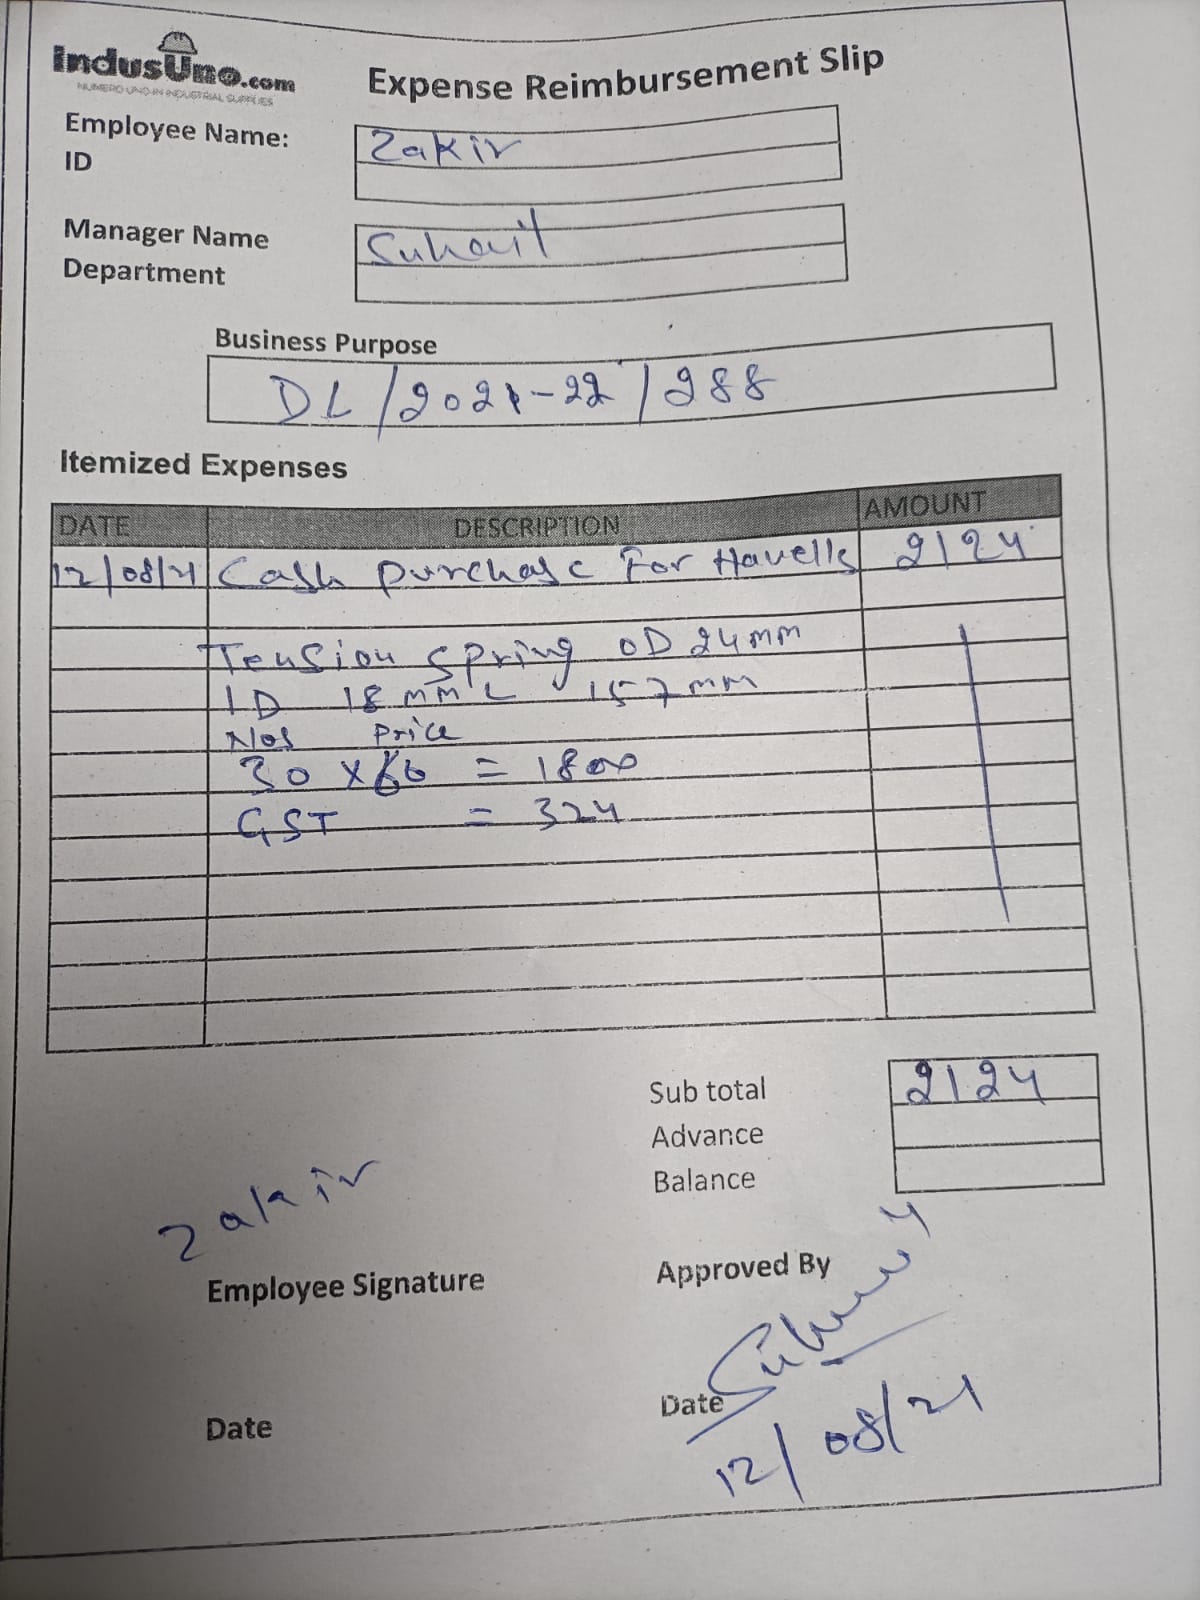 IndusUno.com
NUMERO UNO IN INDUSTRIAL SUPPLIES
Expense Reimbursement Slip
Employee Name: Zakir
ID
Manager Name Suhail
Department
Business Purpose
DL/2021-22/288
Itemized Expenses
DATE DESCRIPTION AMOUNT
12/08/21 Cash purchase For Havells 2124
Tension Spring OD 24mm
ID 18 mm L 157mm
Nos Price
30 x 60 = 1800
GST = 324
Sub total 2124
Advance
Balance
Zakir
Employee Signature
Approved By
Suhail
Date
Date
12/08/21